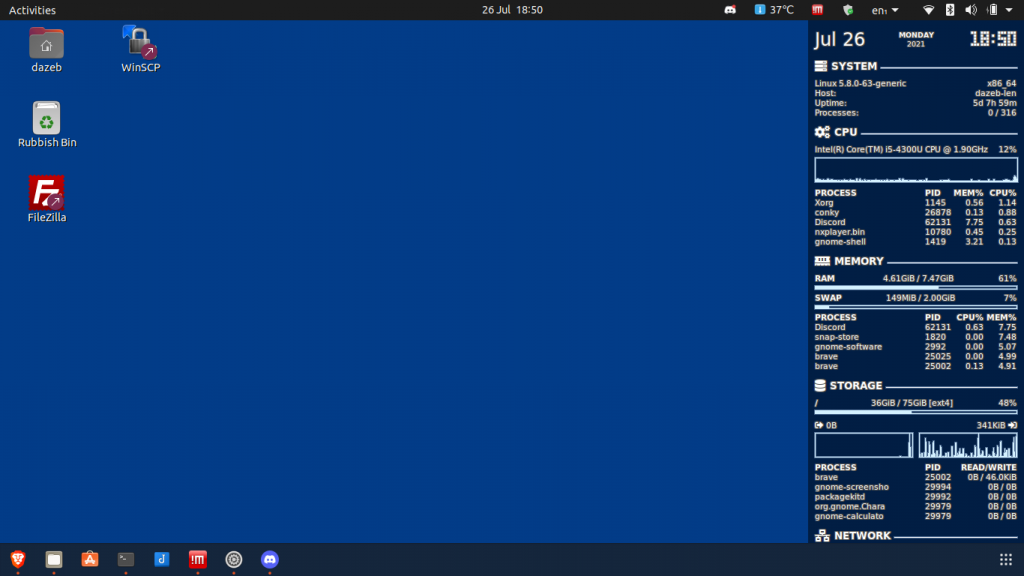 Activities
26 Jul 18:50
37℃
en₁
dazeb
WinSCP
Rubbish Bin
FileZilla
Jul 26
MONDAY
2021
18:50
SYSTEM
Linux 5.8.0-63-generic x86_64
Host: dazeb-len
Uptime: 5d 7h 59m
Processes: 0 / 316
CPU
Intel(R) Core(TM) i5-4300U CPU @ 1.90GHz 12%
PROCESS PID MEM% CPU%
Xorg 1145 0.56 1.14
conky 26878 0.13 0.88
Discord 62131 7.75 0.63
nxplayer.bin 10780 0.45 0.25
gnome-shell 1419 3.21 0.13
MEMORY
RAM 4.61GiB / 7.47GiB 61%
SWAP 149MiB / 2.00GiB 7%
PROCESS PID CPU% MEM%
Discord 62131 0.63 7.75
snap-store 1820 0.00 7.48
gnome-software 2992 0.00 5.07
brave 25025 0.00 4.99
brave 25002 0.13 4.91
STORAGE
/ 36GiB / 75GiB [ext4] 48%
0B 341KiB
PROCESS PID READ/WRITE
brave 25002 0B / 46.0KiB
gnome-screensho 29994 0B / 0B
packagekitd 29992 0B / 0B
org.gnome.Chara 29979 0B / 0B
gnome-calculato 29979 0B / 0B
NETWORK